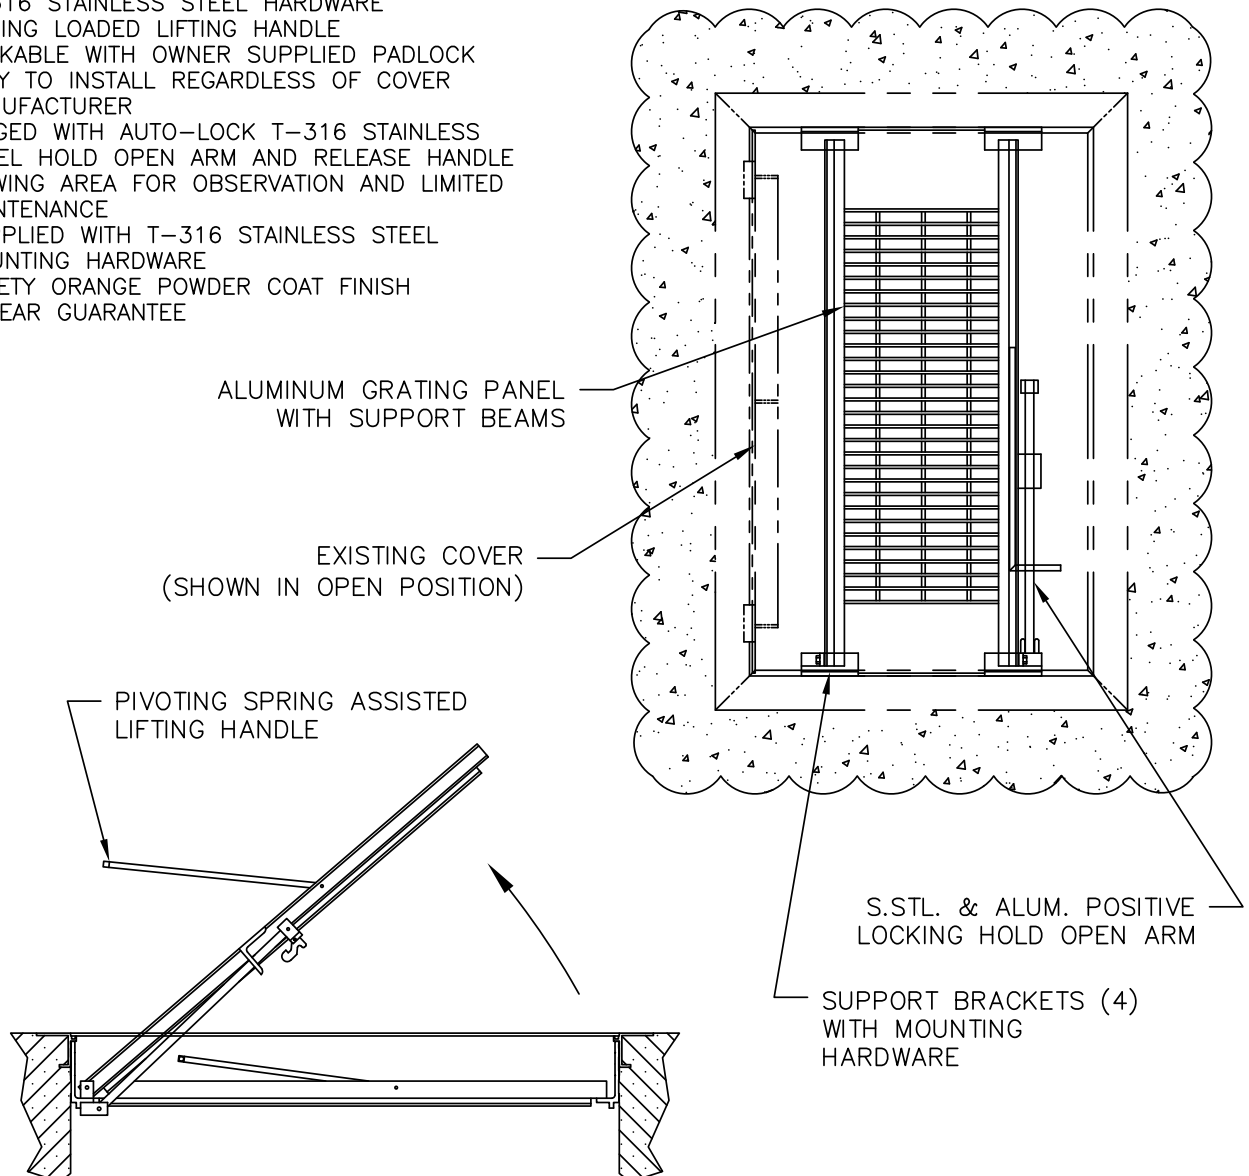 316 STAINLESS STEEL HARDWARE
ING LOADED LIFTING HANDLE
KABLE WITH OWNER SUPPLIED PADLOCK
Y TO INSTALL REGARDLESS OF COVER
UFACTURER
GED WITH AUTO-LOCK T-316 STAINLESS
EL HOLD OPEN ARM AND RELEASE HANDLE
WING AREA FOR OBSERVATION AND LIMITED
NTENANCE
PPLIED WITH T-316 STAINLESS STEEL
UNTING HARDWARE
ETY ORANGE POWDER COAT FINISH
EAR GUARANTEE
ALUMINUM GRATING PANEL
WITH SUPPORT BEAMS
EXISTING COVER
(SHOWN IN OPEN POSITION)
PIVOTING SPRING ASSISTED
LIFTING HANDLE
S.STL. & ALUM. POSITIVE
LOCKING HOLD OPEN ARM
SUPPORT BRACKETS (4)
WITH MOUNTING
HARDWARE